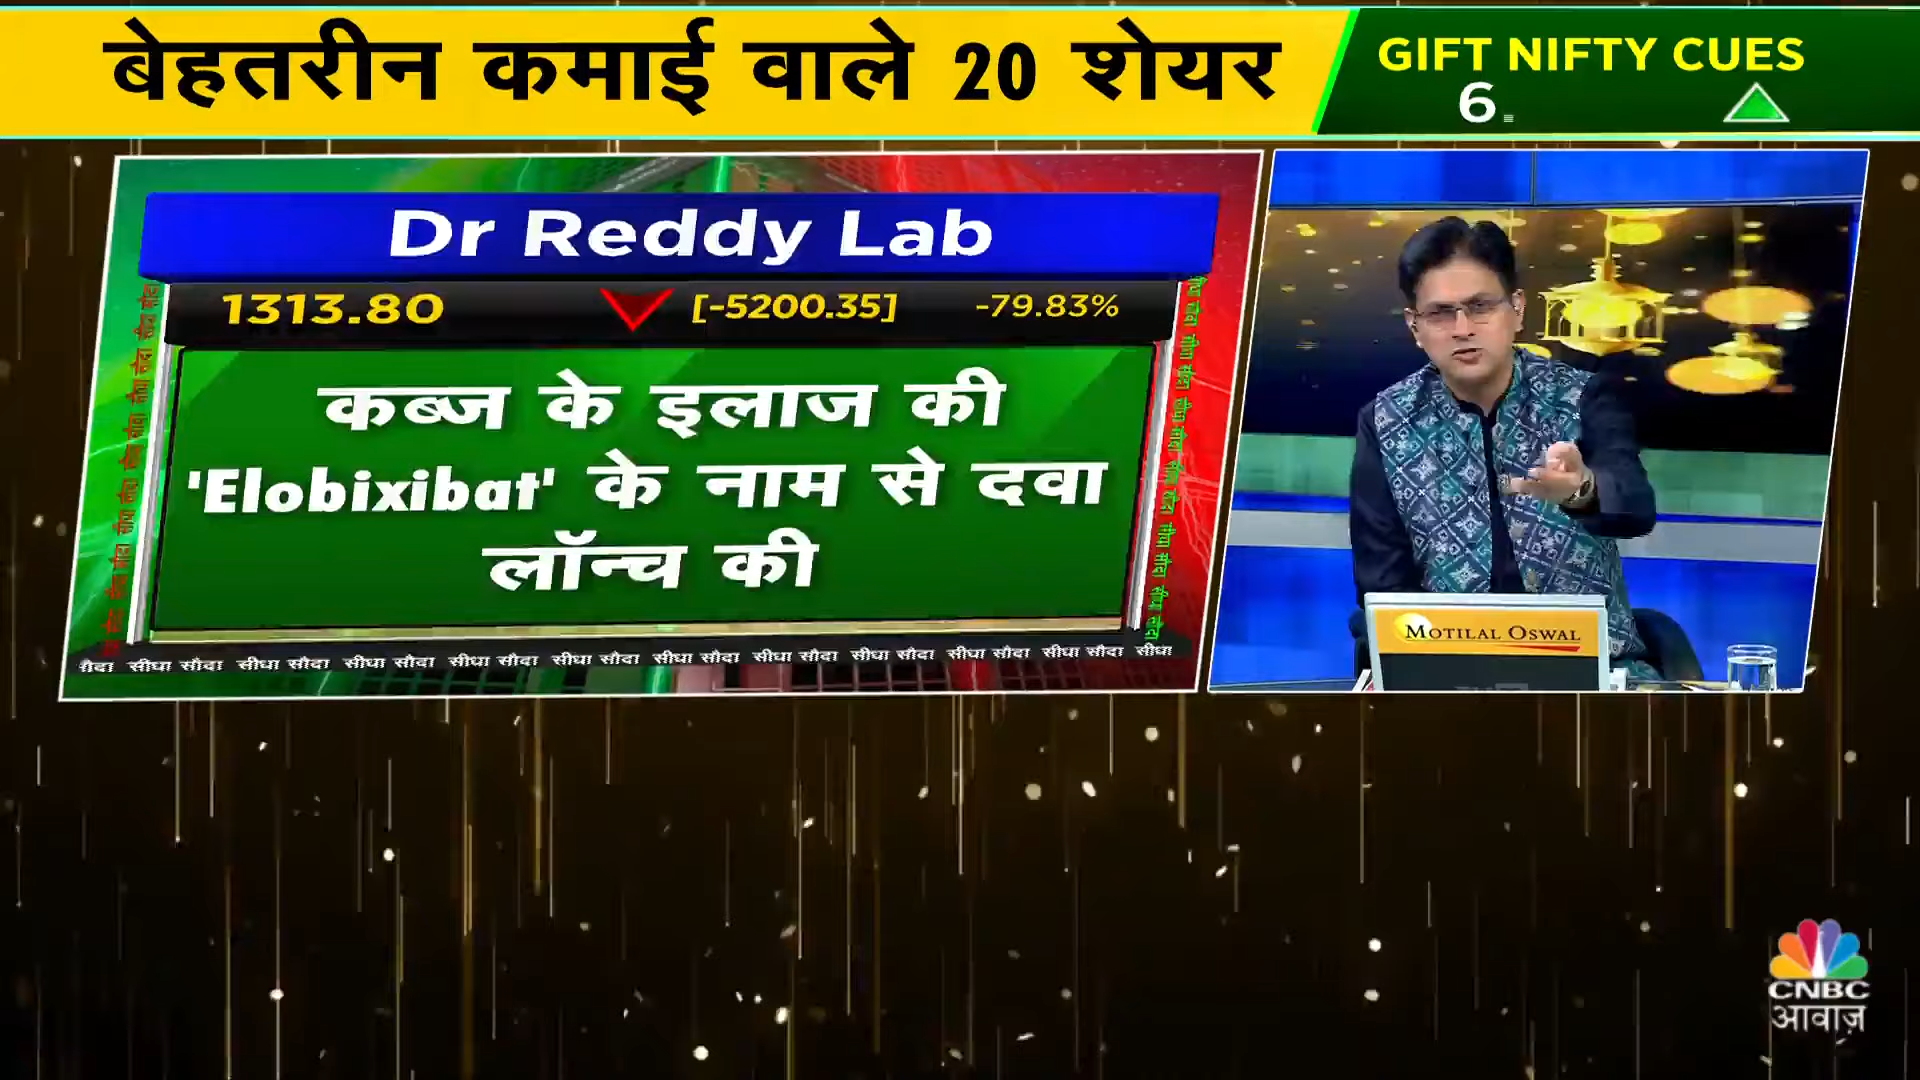 बेहतरीन कमाई वाले 20 शेयर
GIFT NIFTY CUES
6.
Dr Reddy Lab
1313.80 [-5200.35] -79.83%
कब्ज के इलाज की
'Elobixibat' के नाम से दवा
लॉन्च की
सीधा सौदा सीधा सौदा सीधा सौदा सीधा सौदा सीधा सौदा सीधा सौदा सीधा सौदा सीधा सौदा सीधा सौदा सीधा सौदा सीधा
MOTILAL OSWAL
CNBC
आवाज़